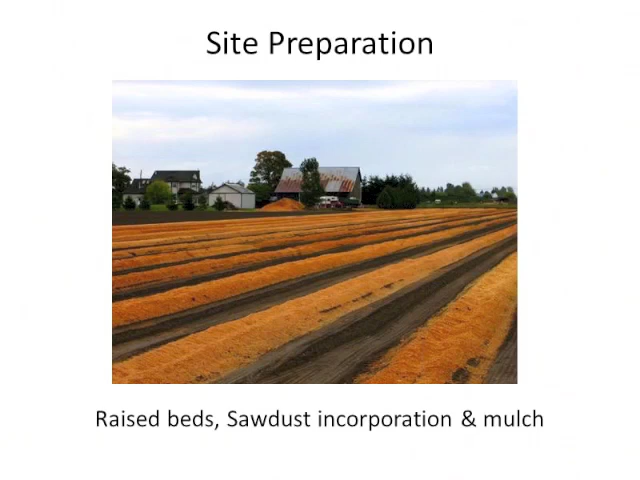 Site Preparation
Raised beds, Sawdust incorporation & mulch